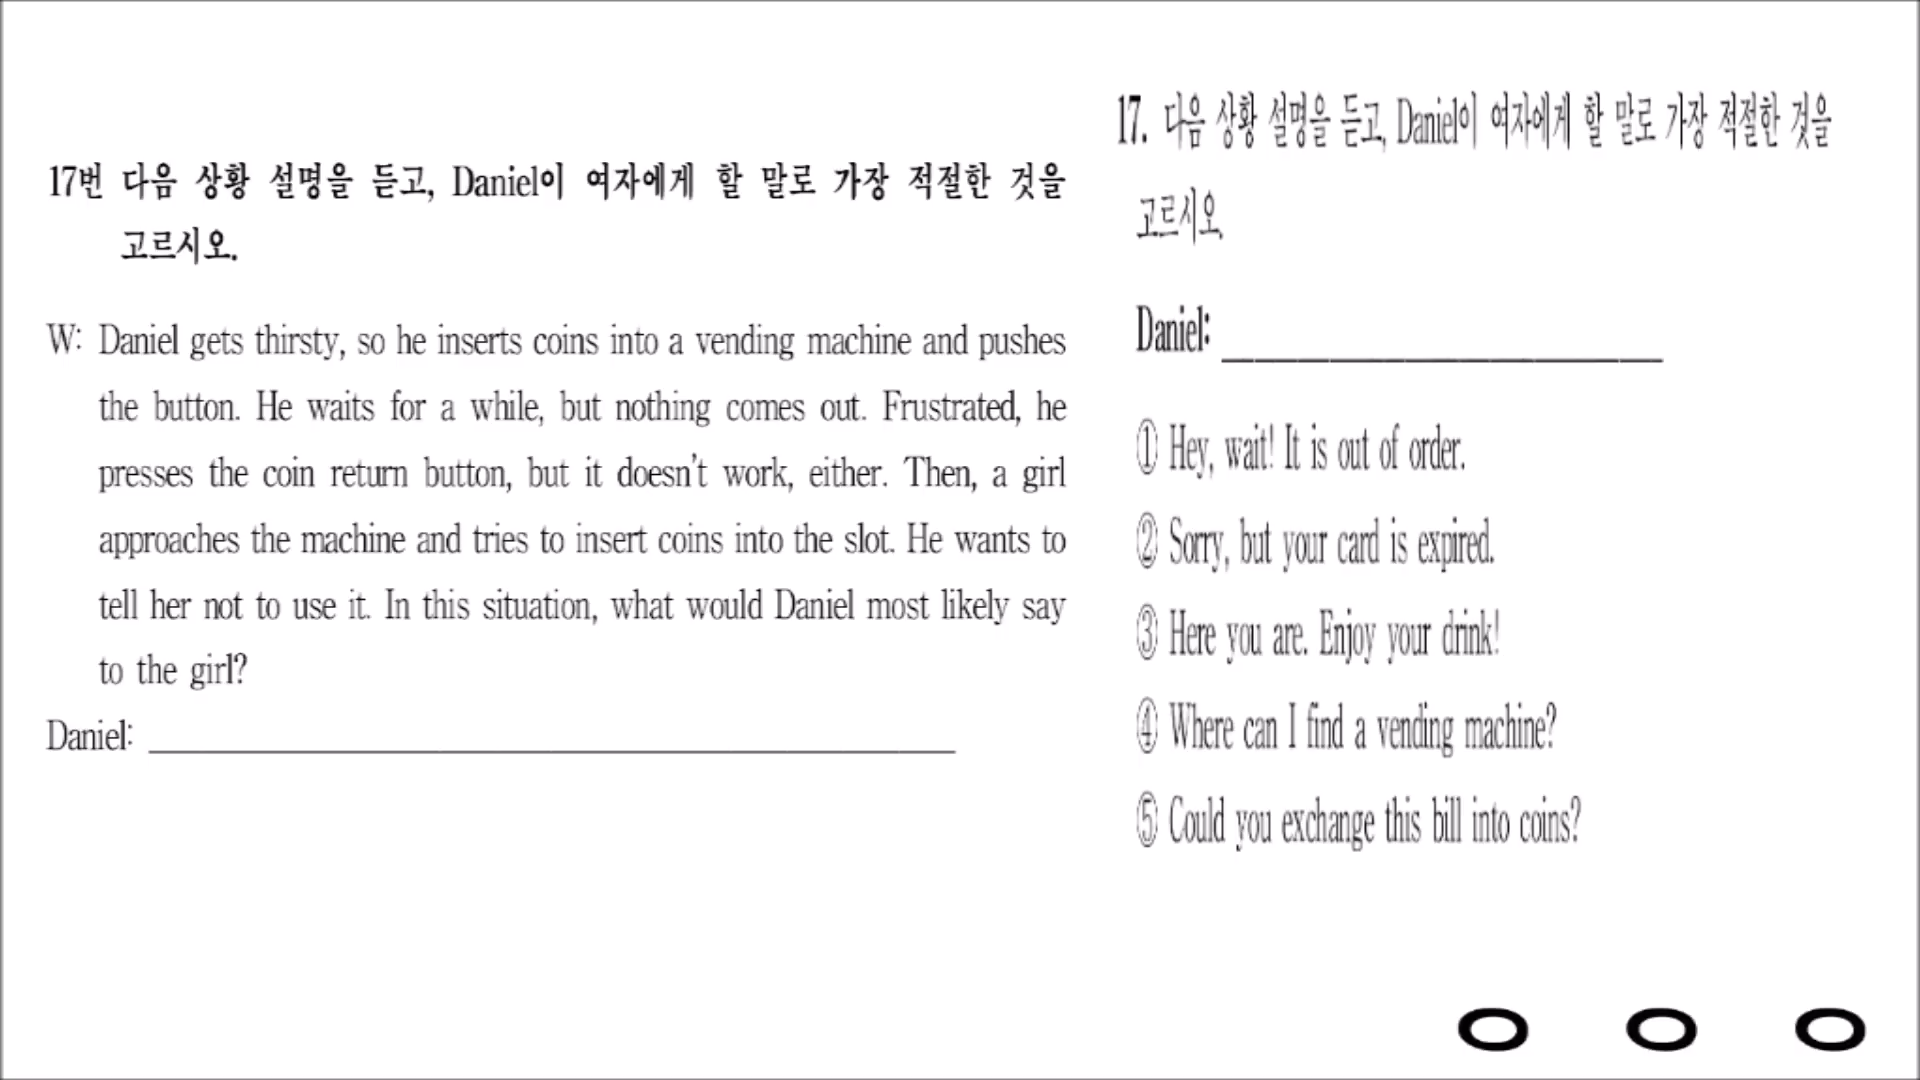 17번 다음 상황 설명을 듣고, Daniel이 여자에게 할 말로 가장 적절한 것을
고르시오.
W: Daniel gets thirsty, so he inserts coins into a vending machine and pushes
the button. He waits for a while, but nothing comes out. Frustrated, he
presses the coin return button, but it doesn't work, either. Then, a girl
approaches the machine and tries to insert coins into the slot. He wants to
tell her not to use it. In this situation, what would Daniel most likely say
to the girl?
Daniel: ______________________
17. 다음 상황 설명을 듣고, Daniel이 여자에게 할 말로 가장 적절한 것을
고르시오.
Daniel: ______________________
① Hey, wait! It is out of order.
② Sorry, but your card is expired.
③ Here you are. Enjoy your drink!
④ Where can I find a vending machine?
⑤ Could you exchange this bill into coins?